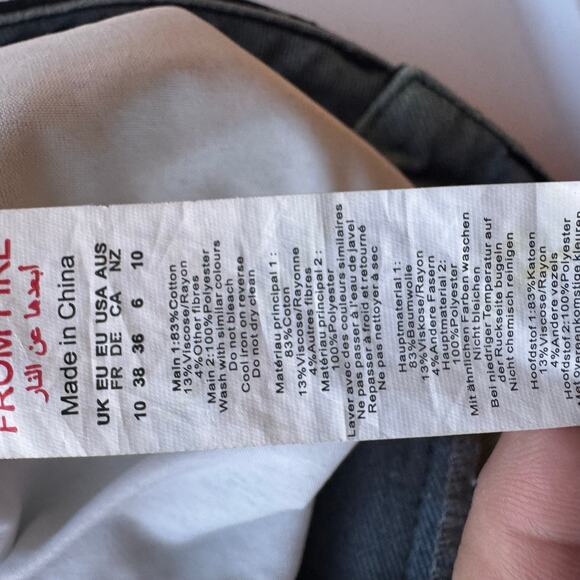 FROM FIRE
ابعدها عن النار
Made in China
UK EU EU USA AUS
FR DE CA NZ
10 38 36 6 10
Main 1:83%Cotton
13%Viscose/Rayon
4%Other Fibres
Main 2:100%Polyester
Wash with similar colours
Do not bleach
Cool iron on reverse
Do not dry clean
Matériau principal 1:
83%Coton
13%Viscose/Rayonne
4%Autres fibres
Matériau principal 2:
100%Polyester
Laver avec des couleurs similaires
Ne pas passer à l'eau de javel
Repasser à fer doux retourné
Ne pas nettoyer à sec
Hauptmaterial 1:
83%Baumwolle
13%Viskose/Rayon
4%Andere Fasern
Hauptmaterial 2:
100%Polyester
Mit ähnlichen Farben waschen
Nicht bleichen
Bei niedriger Temperatur auf
der Rückseite bügeln
Nicht chemisch reinigen
Hoofdstof 1:83%Katoen
13%Viscose/Rayon
4%Andere vezels
Hoofdstof 2:100%Polyester